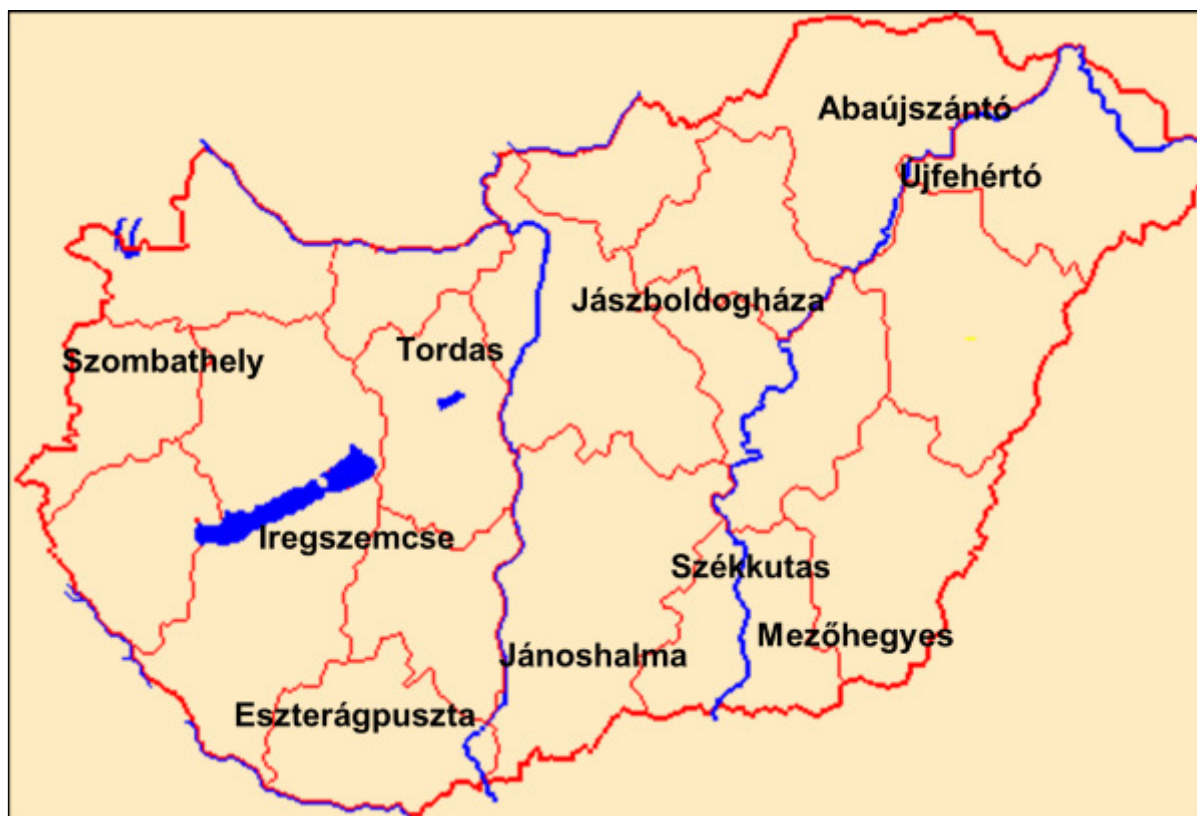 Abaújszántó
Újfehértó
Jászboldogháza
Szombathely
Tordas
Iregszemcse
Székkutas
Mezőhegyes
Jánoshalma
Eszterágpuszta